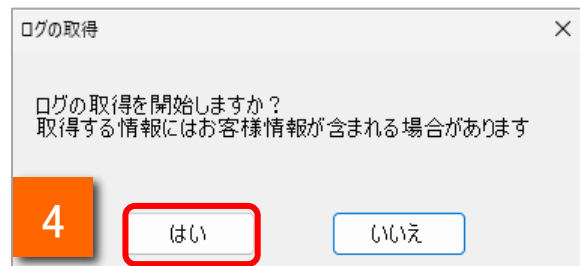 ログの取得
ログの取得を開始しますか？
取得する情報にはお客様情報が含まれる場合があります
4
はい
いいえ